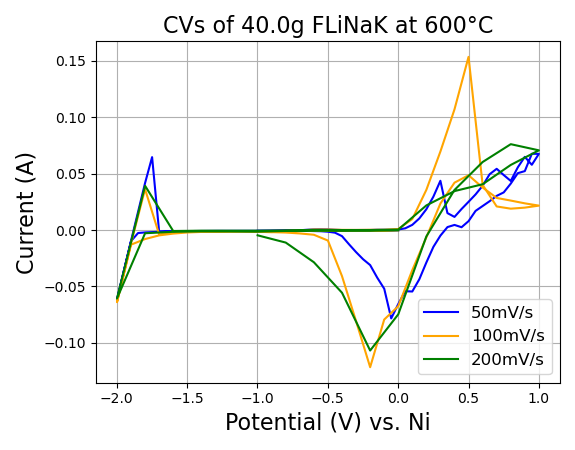 CVs of 40.0g FLiNaK at 600°C
Current (A)
0.15
0.10
0.05
0.00
−0.05
−0.10
50mV/s
100mV/s
200mV/s
−2.0 −1.5 −1.0 −0.5 0.0 0.5 1.0
Potential (V) vs. Ni